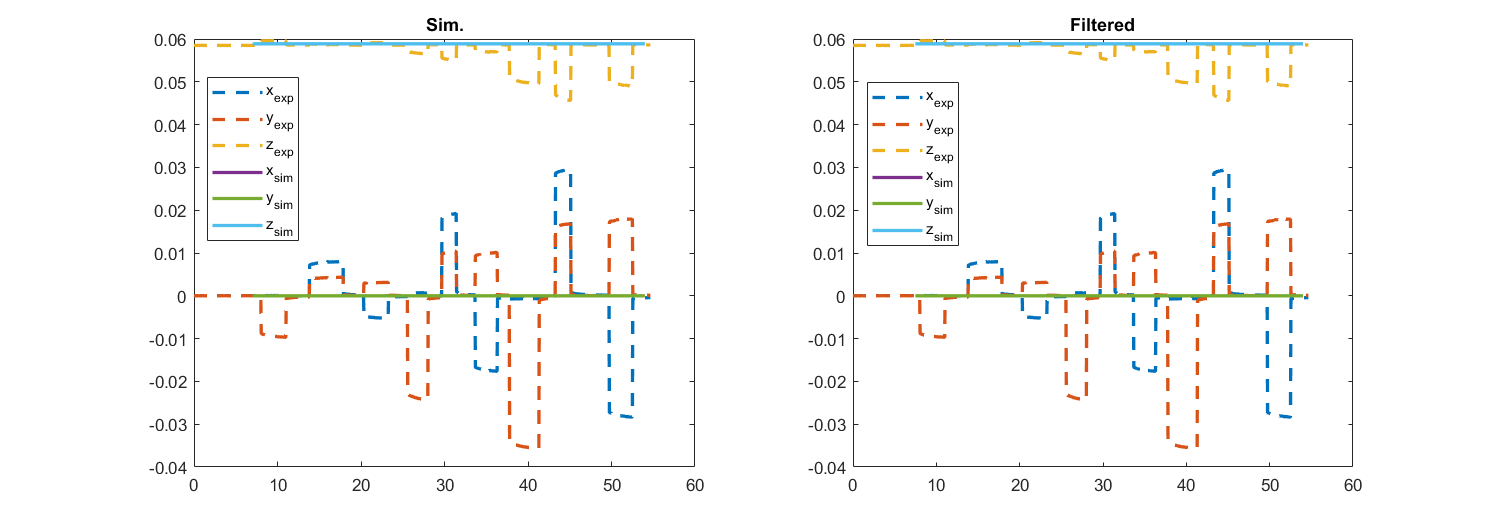 Sim.
0.06
0.05
0.04
0.03
0.02
0.01
0
-0.01
-0.02
-0.03
-0.04
0 10 20 30 40 50 60
x_exp
y_exp
z_exp
x_sim
y_sim
z_sim
Filtered
0.06
0.05
0.04
0.03
0.02
0.01
0
-0.01
-0.02
-0.03
-0.04
0 10 20 30 40 50 60
x_exp
y_exp
z_exp
x_sim
y_sim
z_sim